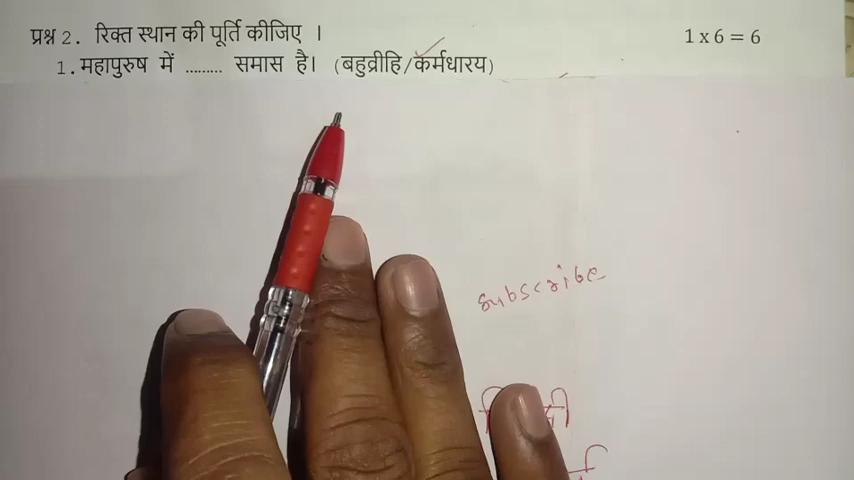 प्रश्न 2. रिक्त स्थान की पूर्ति कीजिए । 1 x 6 = 6
1. महापुरुष में ......... समास है। (बहुव्रीहि/कर्मधारय)
subscribe